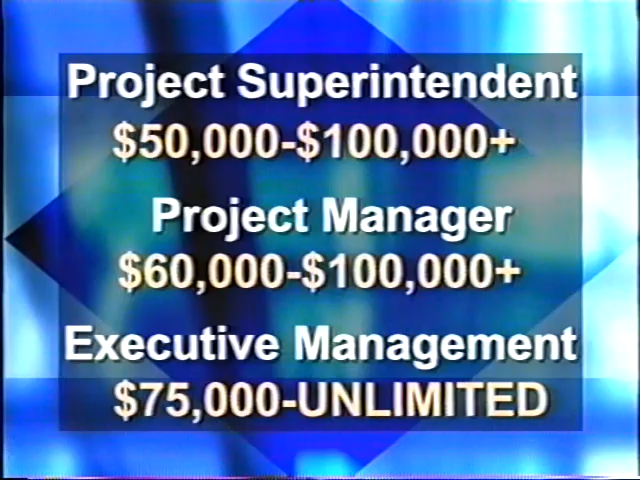 Project Superintendent
$50,000-$100,000+
Project Manager
$60,000-$100,000+
Executive Management
$75,000-UNLIMITED